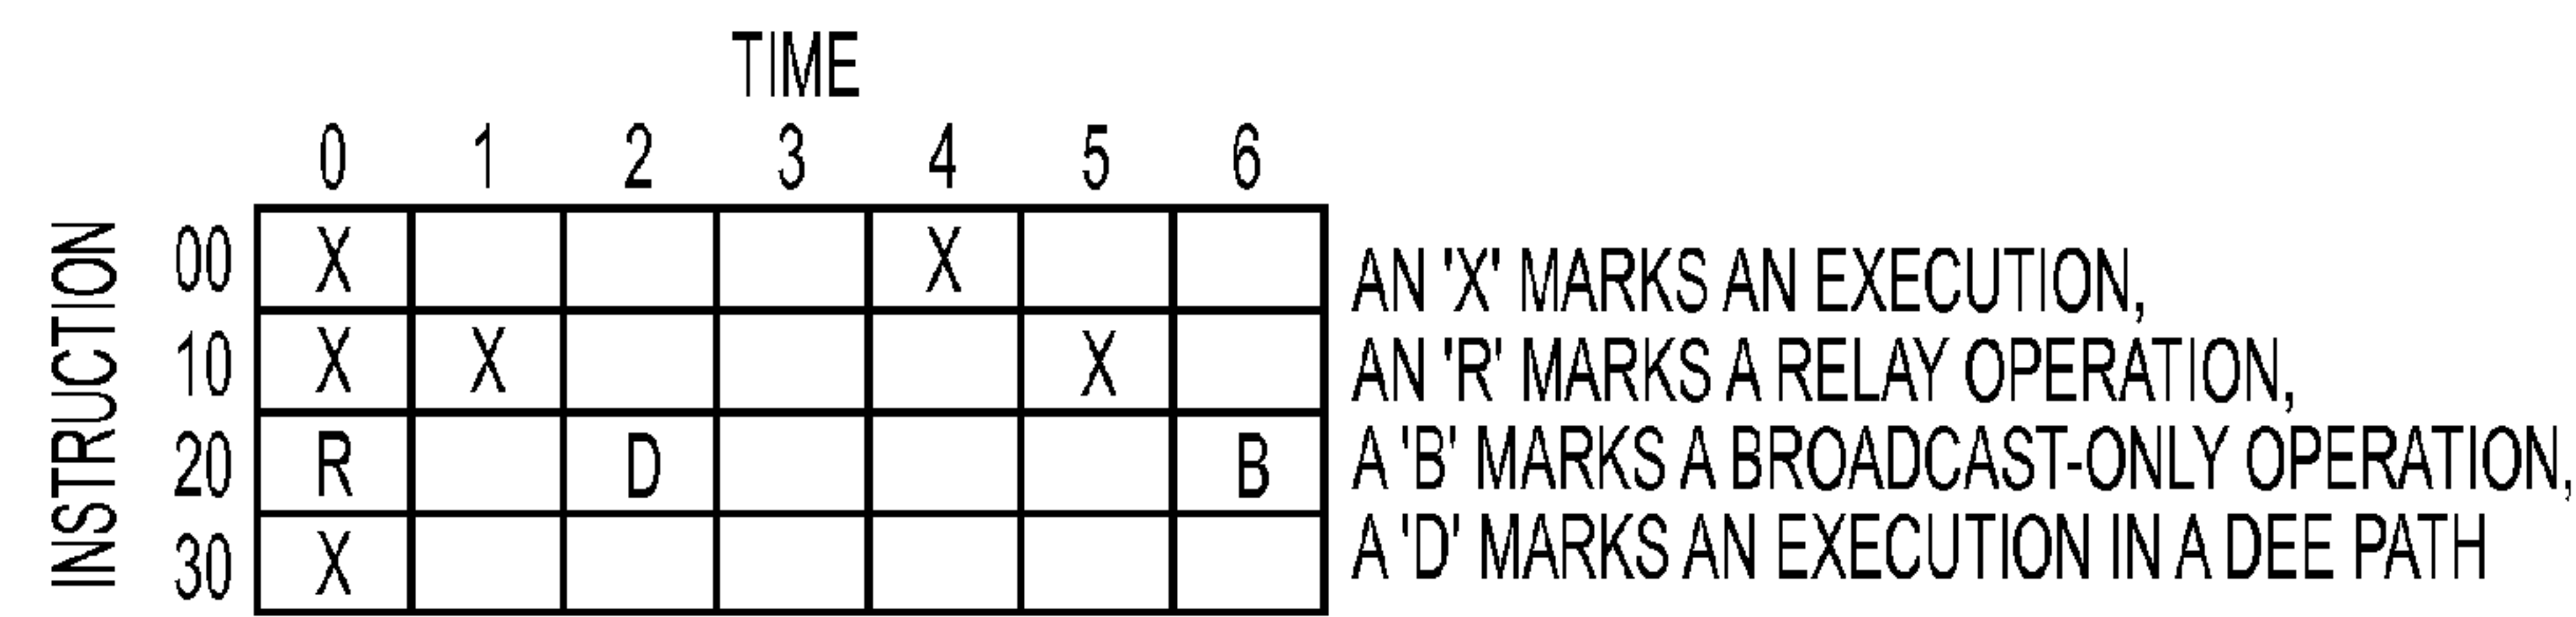 TIME
0 1 2 3 4 5 6
INSTRUCTION
00 X X
10 X X X
20 R D B
30 X
AN 'X' MARKS AN EXECUTION,
AN 'R' MARKS A RELAY OPERATION,
A 'B' MARKS A BROADCAST-ONLY OPERATION,
A 'D' MARKS AN EXECUTION IN A DEE PATH